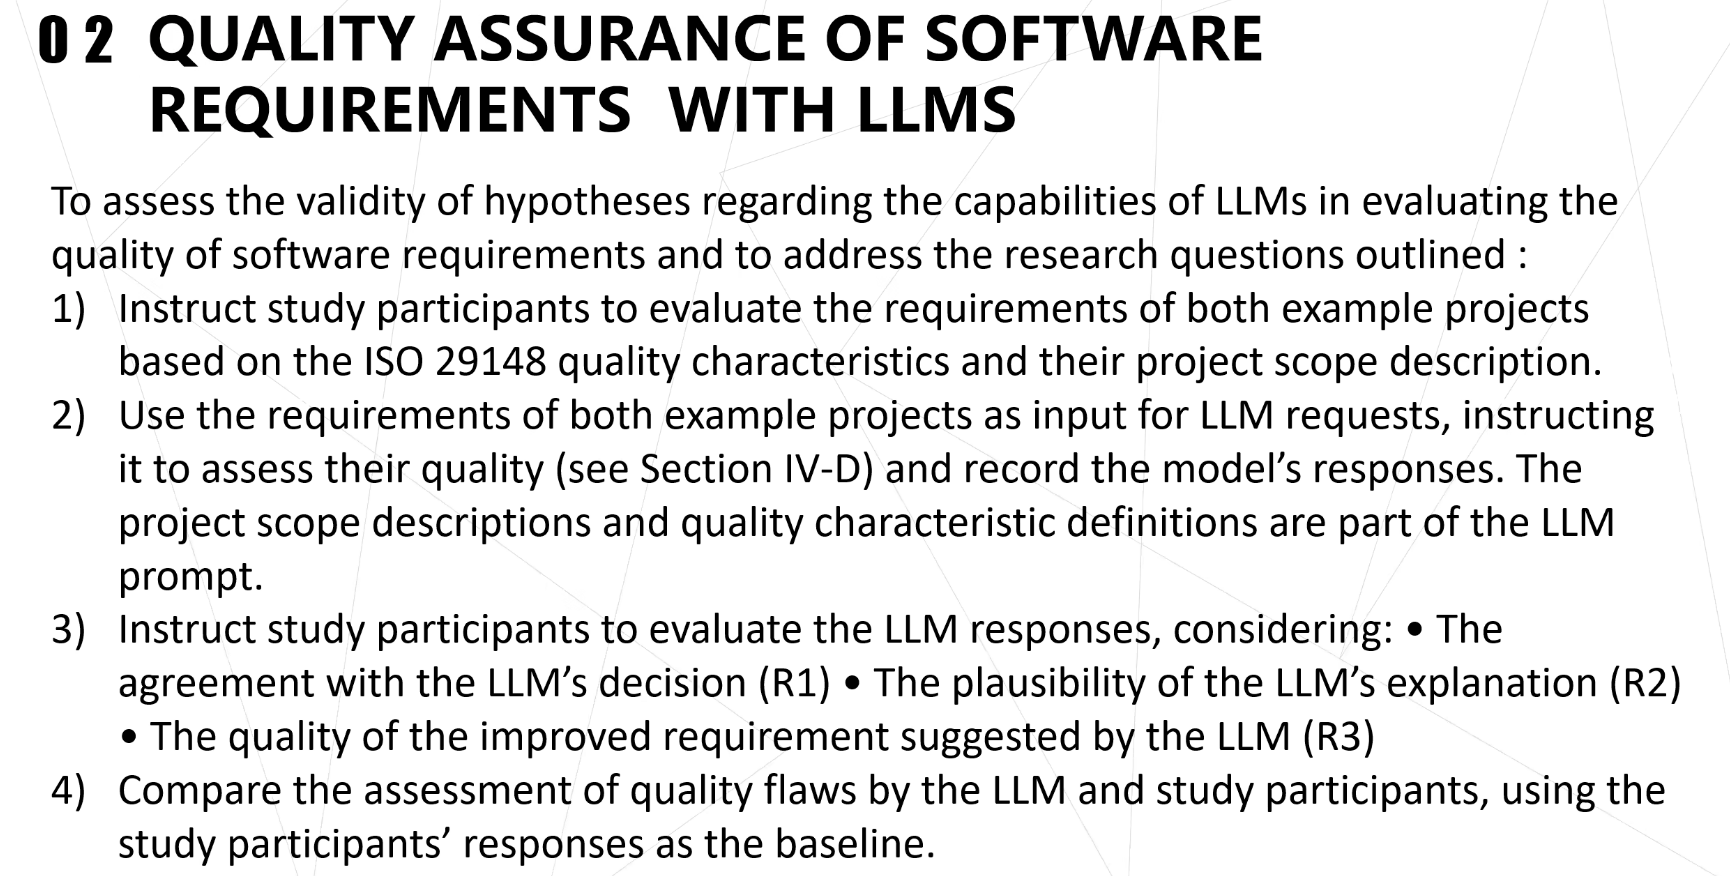 02 QUALITY ASSURANCE OF SOFTWARE
REQUIREMENTS WITH LLMS
To assess the validity of hypotheses regarding the capabilities of LLMs in evaluating the
quality of software requirements and to address the research questions outlined :
1) Instruct study participants to evaluate the requirements of both example projects
based on the ISO 29148 quality characteristics and their project scope description.
2) Use the requirements of both example projects as input for LLM requests, instructing
it to assess their quality (see Section IV-D) and record the model’s responses. The
project scope descriptions and quality characteristic definitions are part of the LLM
prompt.
3) Instruct study participants to evaluate the LLM responses, considering: • The
agreement with the LLM’s decision (R1) • The plausibility of the LLM’s explanation (R2)
• The quality of the improved requirement suggested by the LLM (R3)
4) Compare the assessment of quality flaws by the LLM and study participants, using the
study participants’ responses as the baseline.